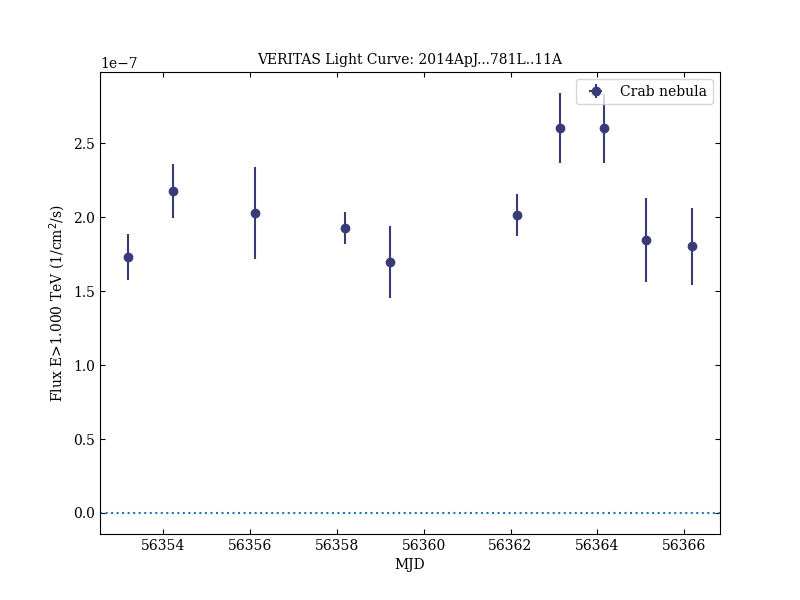 VERITAS Light Curve: 2014ApJ...781L..11A
1e−7
Crab nebula
2.5
2.0
1.5
1.0
0.5
0.0
Flux E>1.000 TeV (1/cm²/s)
56354 56356 56358 56360 56362 56364 56366
MJD